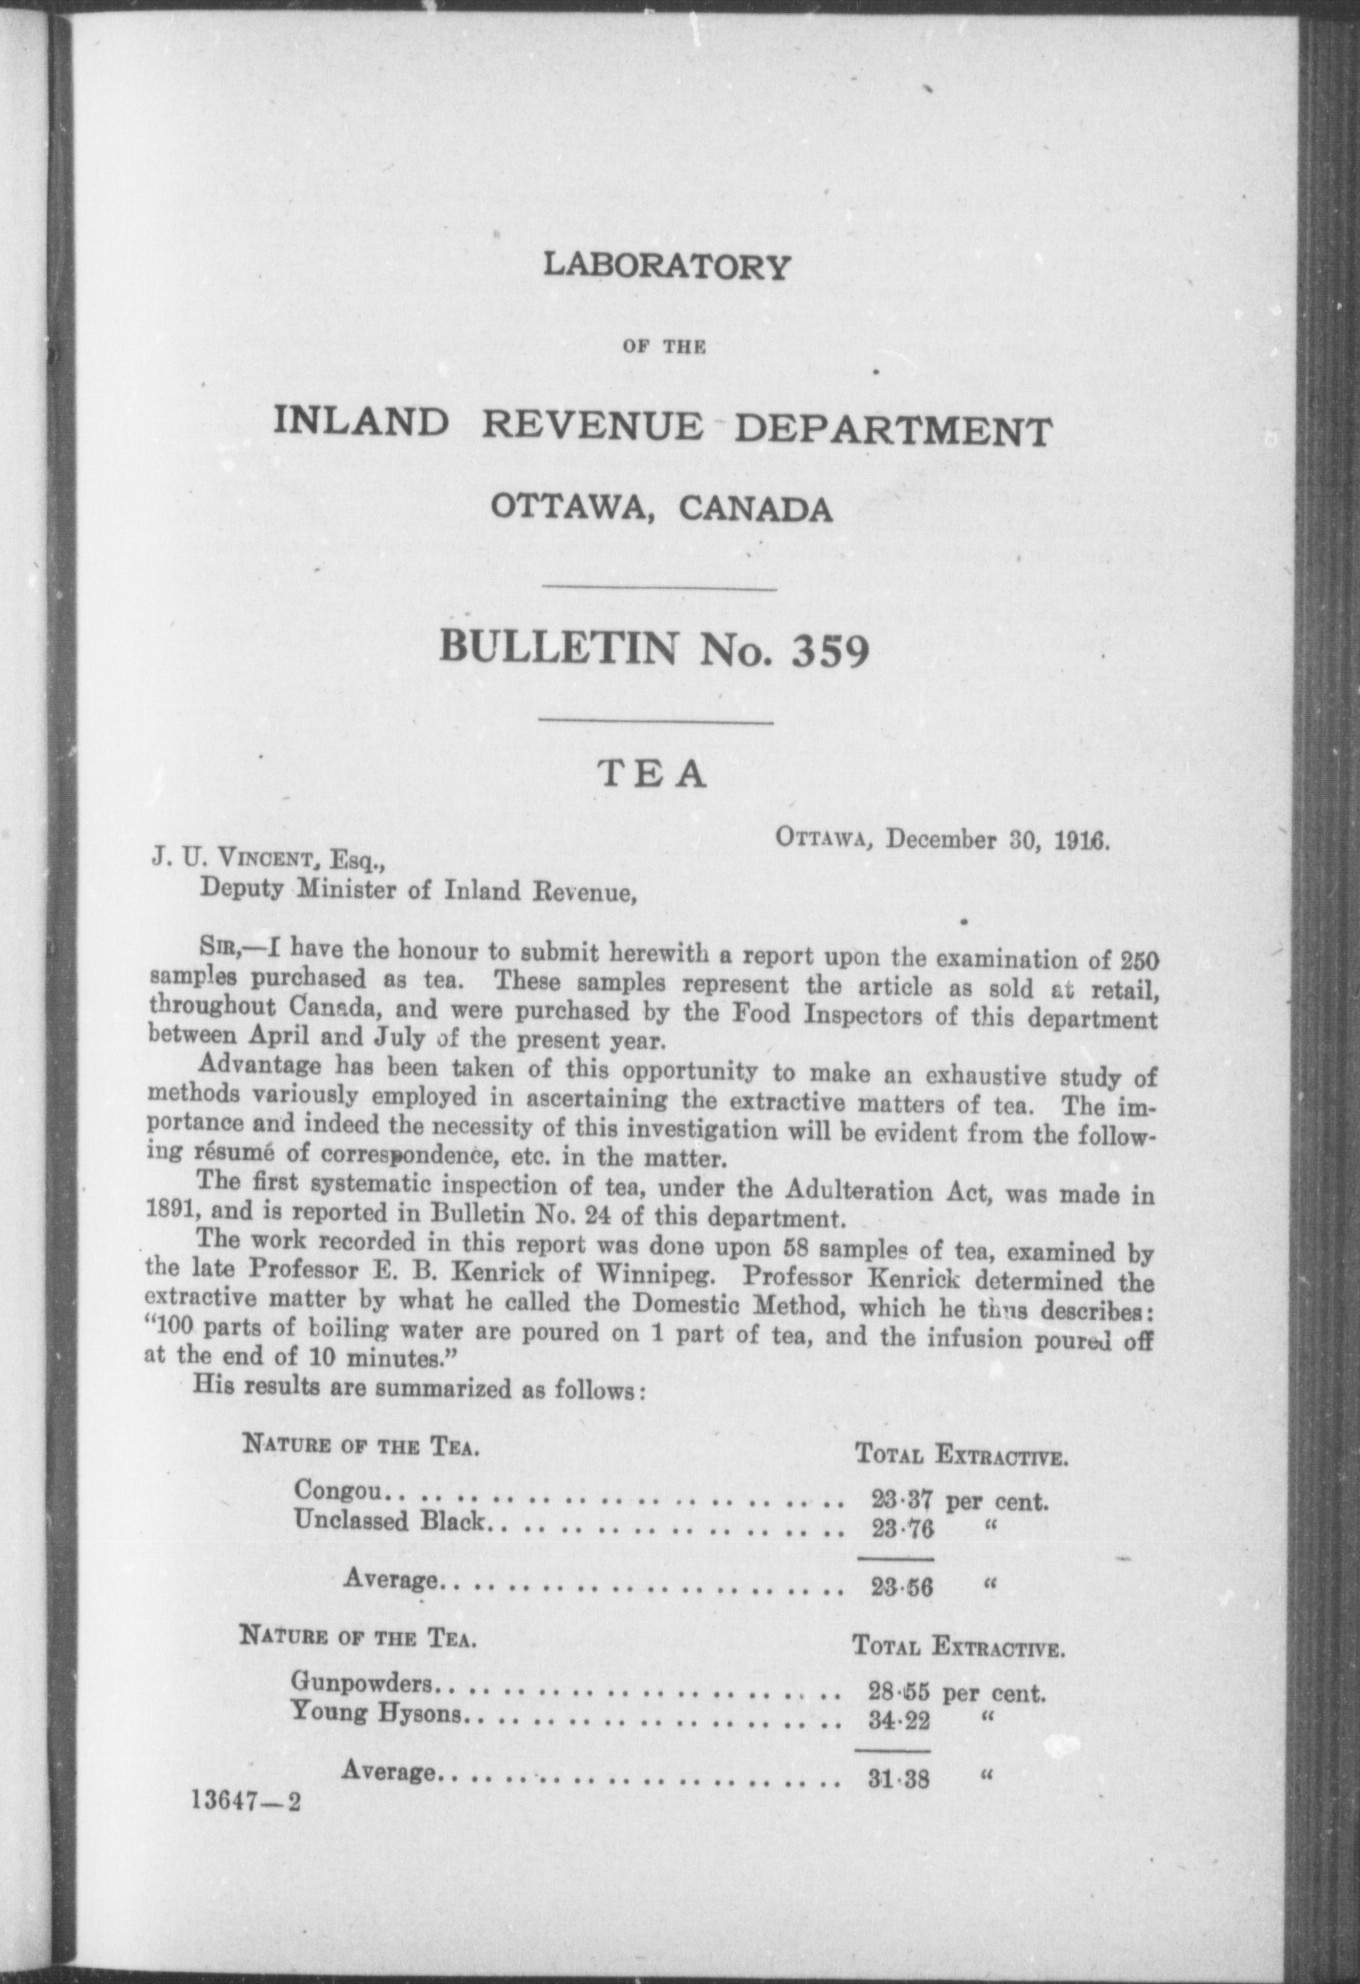 LABORATORY
OF THE
INLAND REVENUE DEPARTMENT
OTTAWA, CANADA
BULLETIN No. 359
TEA
OTTAWA, December 30, 1916.
J. U. VINCENT, Esq.,
Deputy Minister of Inland Revenue,
SIR,—I have the honour to submit herewith a report upon the examination of 250
samples purchased as tea. These samples represent the article as sold at retail,
throughout Canada, and were purchased by the Food Inspectors of this department
between April and July of the present year.
Advantage has been taken of this opportunity to make an exhaustive study of
methods variously employed in ascertaining the extractive matters of tea. The im-
portance and indeed the necessity of this investigation will be evident from the follow-
ing résumé of correspondence, etc. in the matter.
The first systematic inspection of tea, under the Adulteration Act, was made in
1891, and is reported in Bulletin No. 24 of this department.
The work recorded in this report was done upon 58 samples of tea, examined by
the late Professor E. B. Kenrick of Winnipeg. Professor Kenrick determined the
extractive matter by what he called the Domestic Method, which he thus describes:
“100 parts of boiling water are poured on 1 part of tea, and the infusion poured off
at the end of 10 minutes.”
His results are summarized as follows:
NATURE OF THE TEA. TOTAL EXTRACTIVE.
Congou.. .. .. .. .. .. .. .. .. .. .. .. .. 23·37 per cent.
Unclassed Black.. .. .. .. .. .. .. .. .. .. 23·76 “
Average.. .. .. .. .. .. .. .. .. .. .. .. 23·56 “
NATURE OF THE TEA. TOTAL EXTRACTIVE.
Gunpowders.. .. .. .. .. .. .. .. .. .. .. .. 28·55 per cent.
Young Hysons.. .. .. .. .. .. .. .. .. .. .. 34·22 “
Average.. .. .. .. .. .. .. .. .. .. .. .. 31·38 “
13647—2